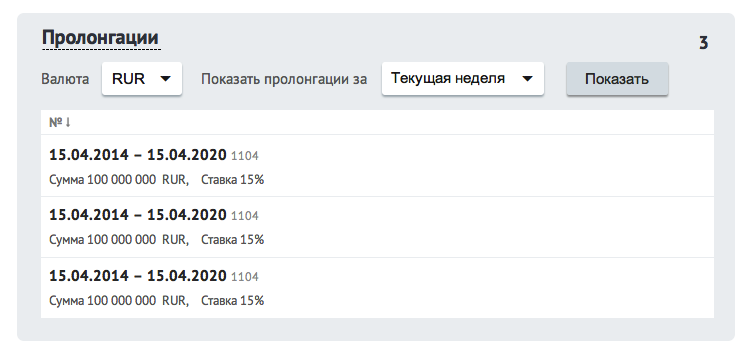 Пролонгации
3
Валюта RUR Показать пролонгации за Текущая неделя Показать
№ ↓
15.04.2014 – 15.04.2020 1104
Сумма 100 000 000 RUR, Ставка 15%
15.04.2014 – 15.04.2020 1104
Сумма 100 000 000 RUR, Ставка 15%
15.04.2014 – 15.04.2020 1104
Сумма 100 000 000 RUR, Ставка 15%